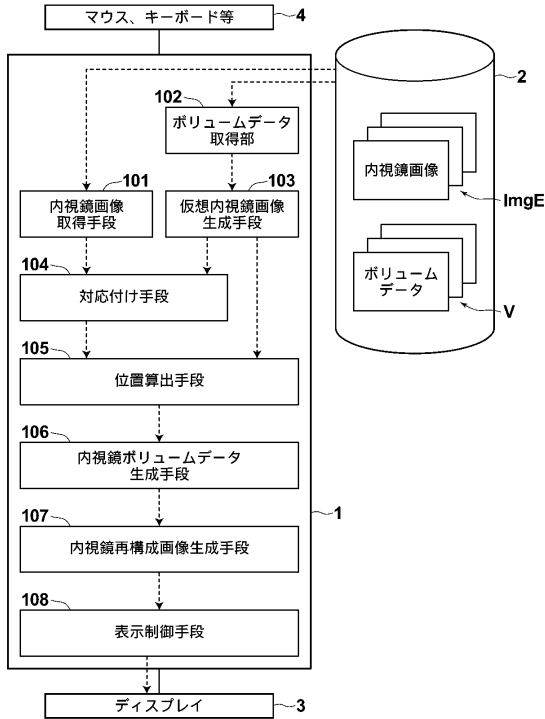 マウス、キーボード等
4
2
102
ボリュームデータ
取得部
101
103
内視鏡画像
取得手段
仮想内視鏡画像
生成手段
内視鏡画像
ImgE
104
対応付け手段
ボリューム
データ
V
105
位置算出手段
106
内視鏡ボリュームデータ
生成手段
107
1
内視鏡再構成画像生成手段
108
表示制御手段
ディスプレイ
3